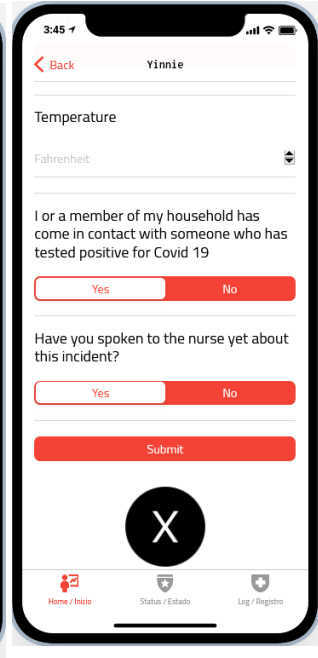 3:45
Back
Yinnie
Temperature
Fahrenheit
I or a member of my household has
come in contact with someone who has
tested positive for Covid 19
Yes
No
Have you spoken to the nurse yet about
this incident?
Yes
No
Submit
X
Home / Inicio
Status / Estado
Log / Registro